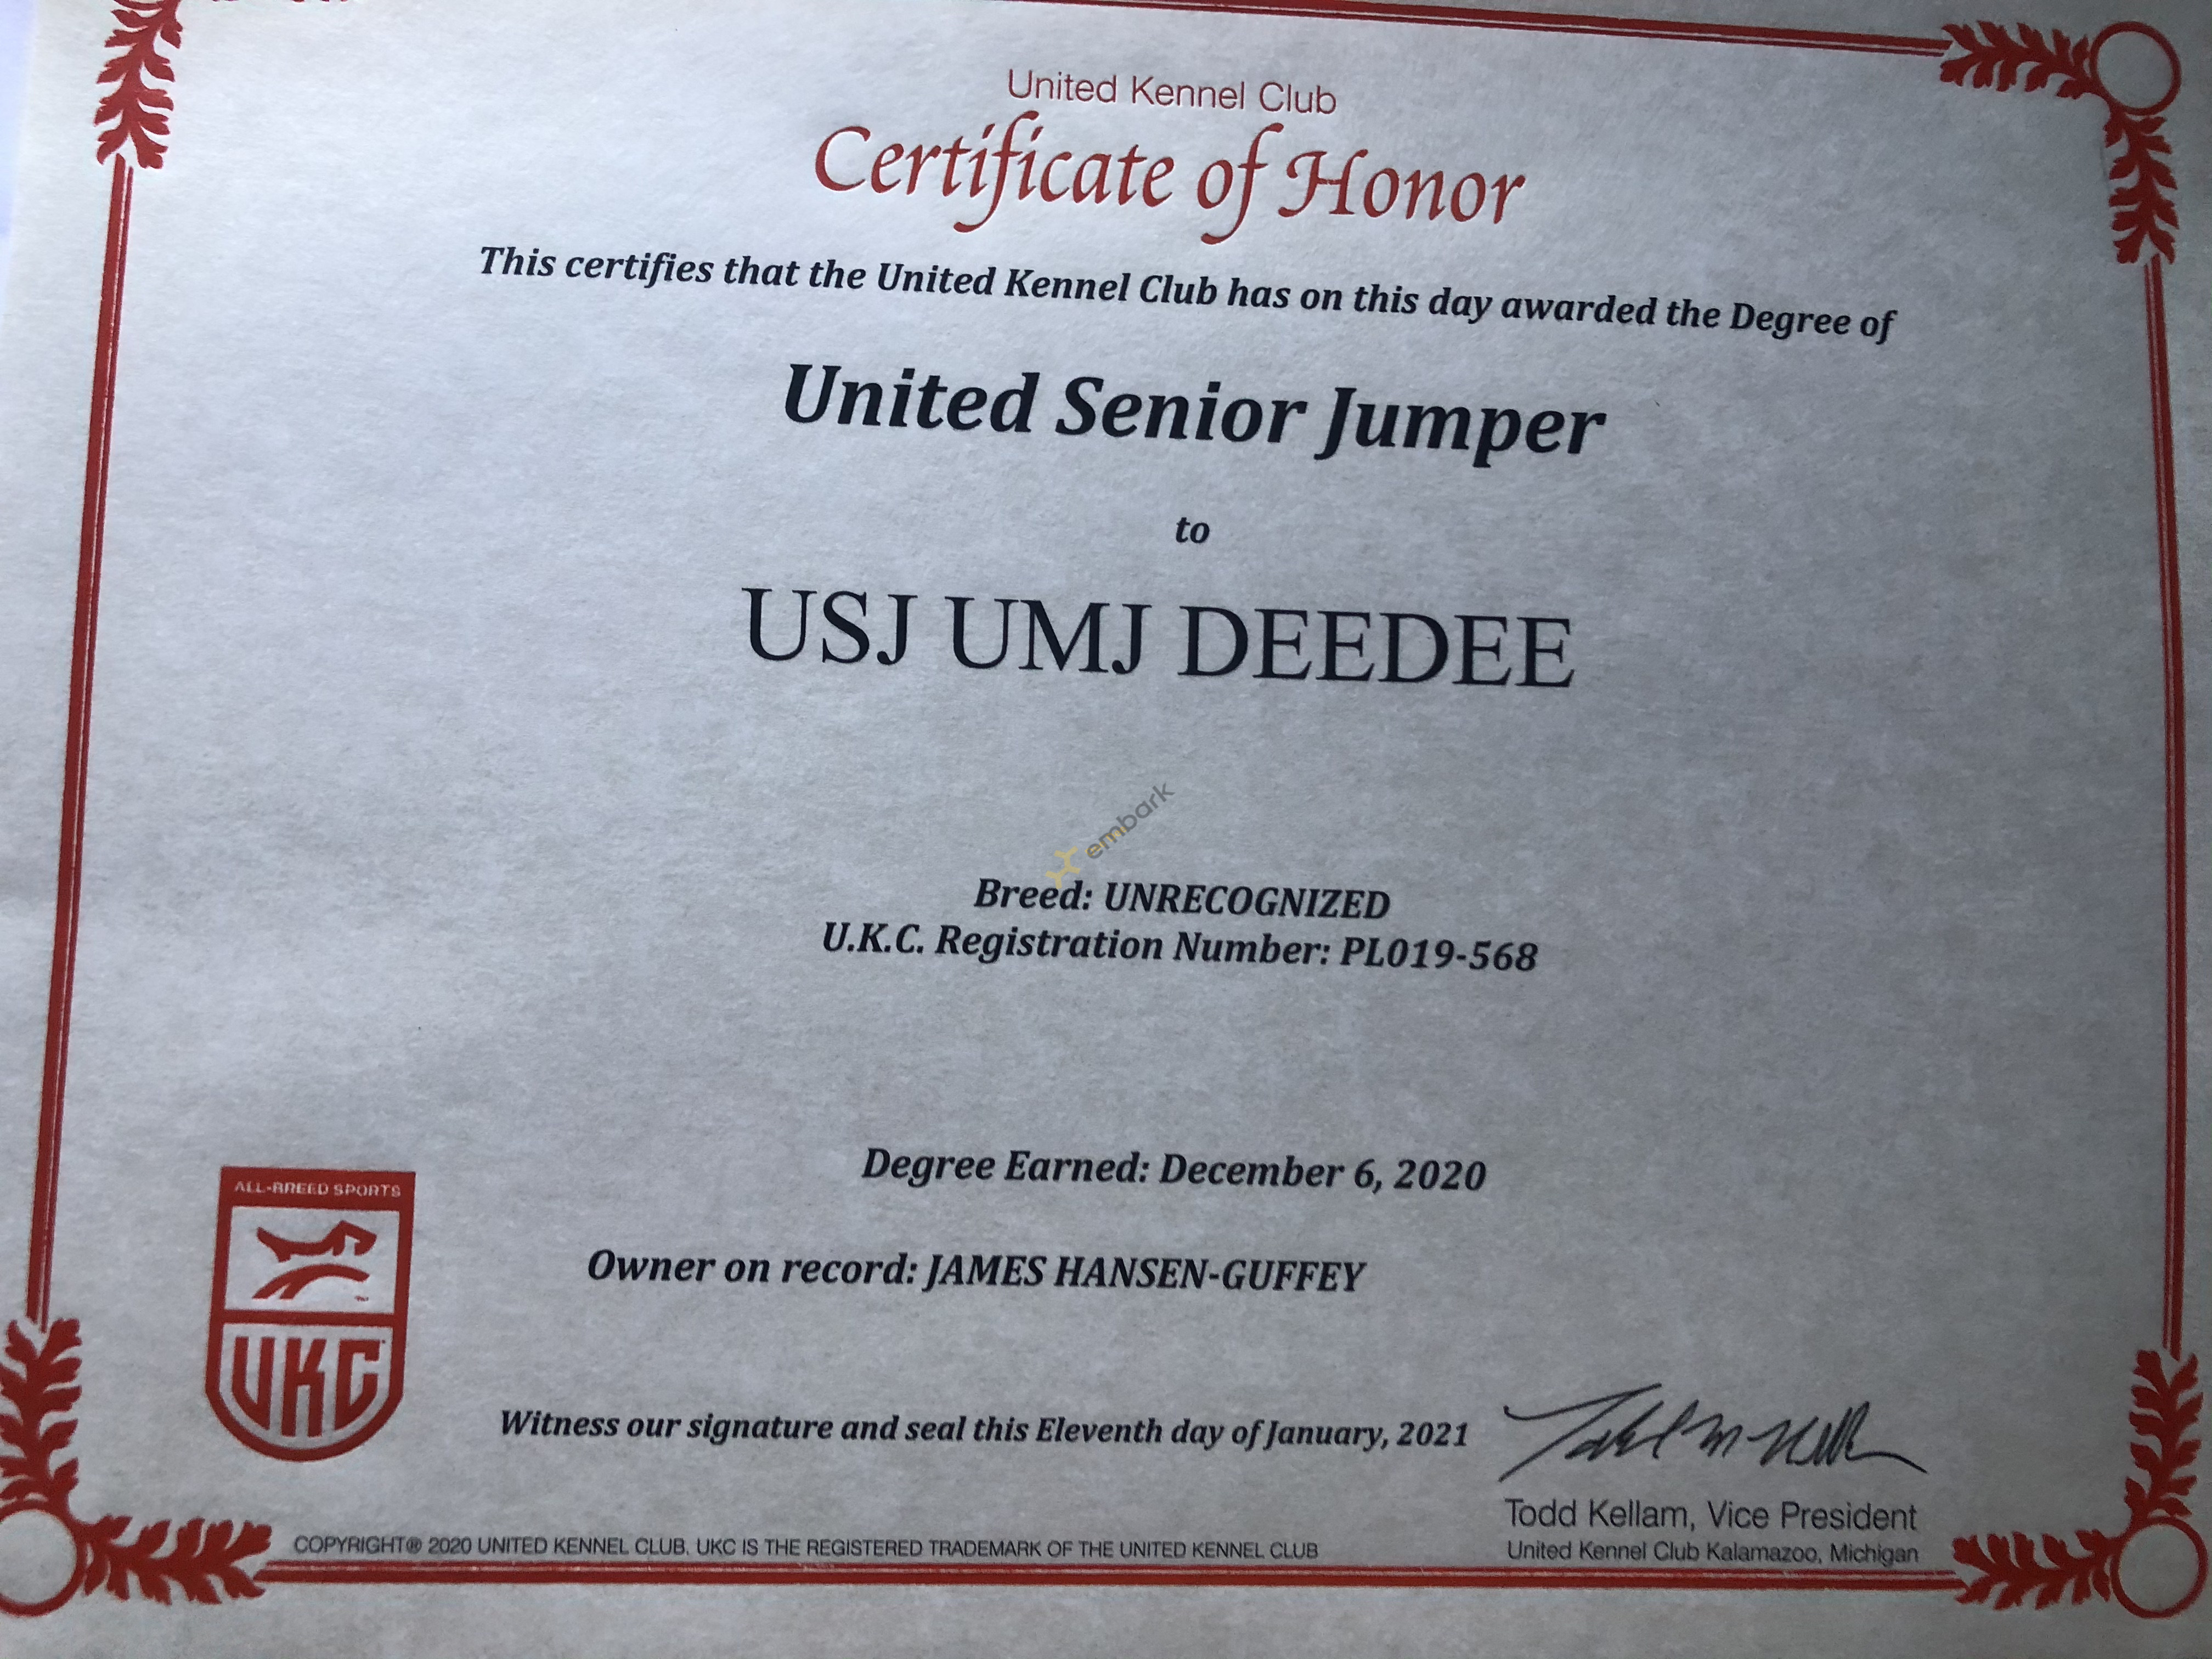 United Kennel Club
Certificate of Honor
This certifies that the United Kennel Club has on this day awarded the Degree of
United Senior Jumper
to
USJ UMJ DEEDEE
embark
Breed: UNRECOGNIZED
U.K.C. Registration Number: PL019-568
Degree Earned: December 6, 2020
ALL-BREED SPORTS
UKC
Owner on record: JAMES HANSEN-GUFFEY
Witness our signature and seal this Eleventh day of January, 2021
Todd Kellam, Vice President
United Kennel Club Kalamazoo, Michigan
COPYRIGHT® 2020 UNITED KENNEL CLUB. UKC IS THE REGISTERED TRADEMARK OF THE UNITED KENNEL CLUB